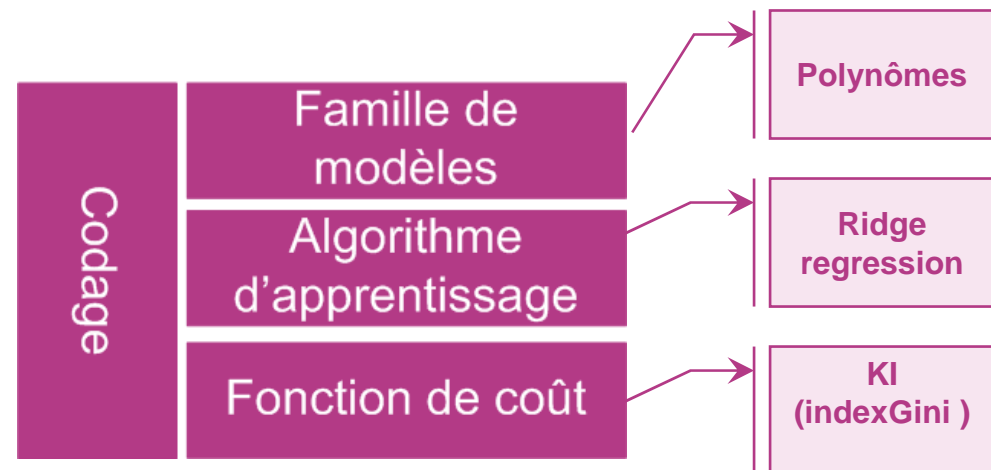 Codage
Famille de
modèles
Algorithme
d'apprentissage
Fonction de coût
Polynômes
Ridge
regression
KI
(indexGini )